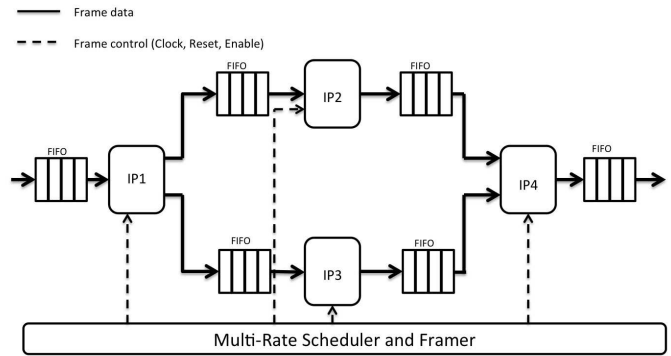 Frame data
Frame control (Clock, Reset, Enable)
FIFO
IP2
FIFO
FIFO
IP1
IP4
FIFO
FIFO
IP3
FIFO
Multi-Rate Scheduler and Framer